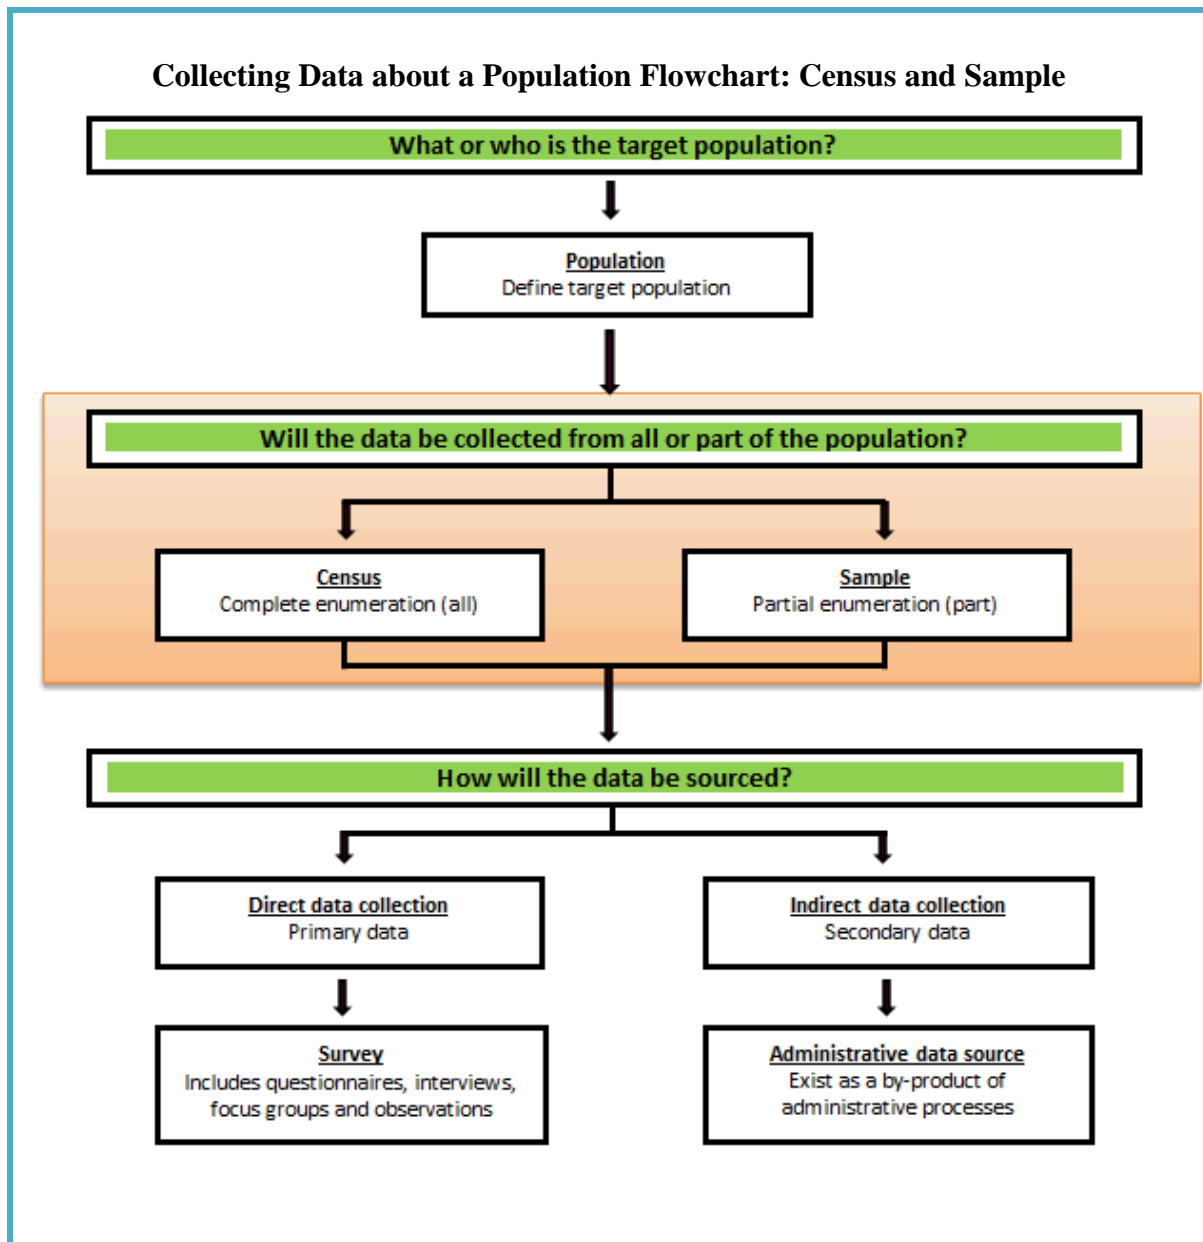 Collecting Data about a Population Flowchart: Census and Sample
What or who is the target population?
Population
Define target population
Will the data be collected from all or part of the population?
Census
Complete enumeration (all)
Sample
Partial enumeration (part)
How will the data be sourced?
Direct data collection
Primary data
Indirect data collection
Secondary data
Survey
Includes questionnaires, interviews,
focus groups and observations
Administrative data source
Exist as a by-product of
administrative processes